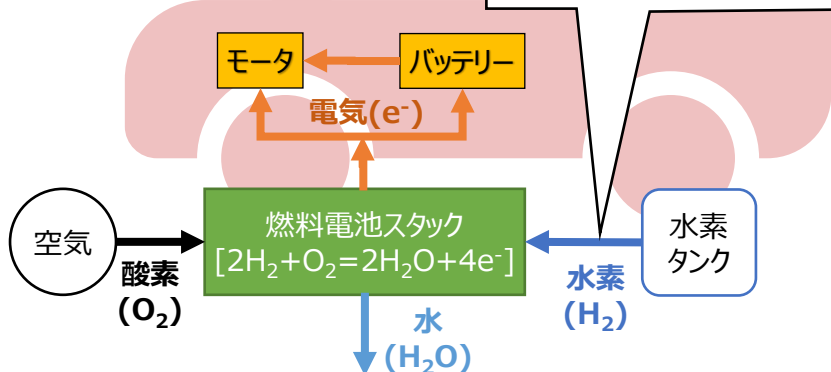 モータ
バッテリー
電気(e⁻)
空気
燃料電池スタック
[2H₂+O₂=2H₂O+4e⁻]
水素
タンク
酸素
(O₂)
水素
(H₂)
水
(H₂O)